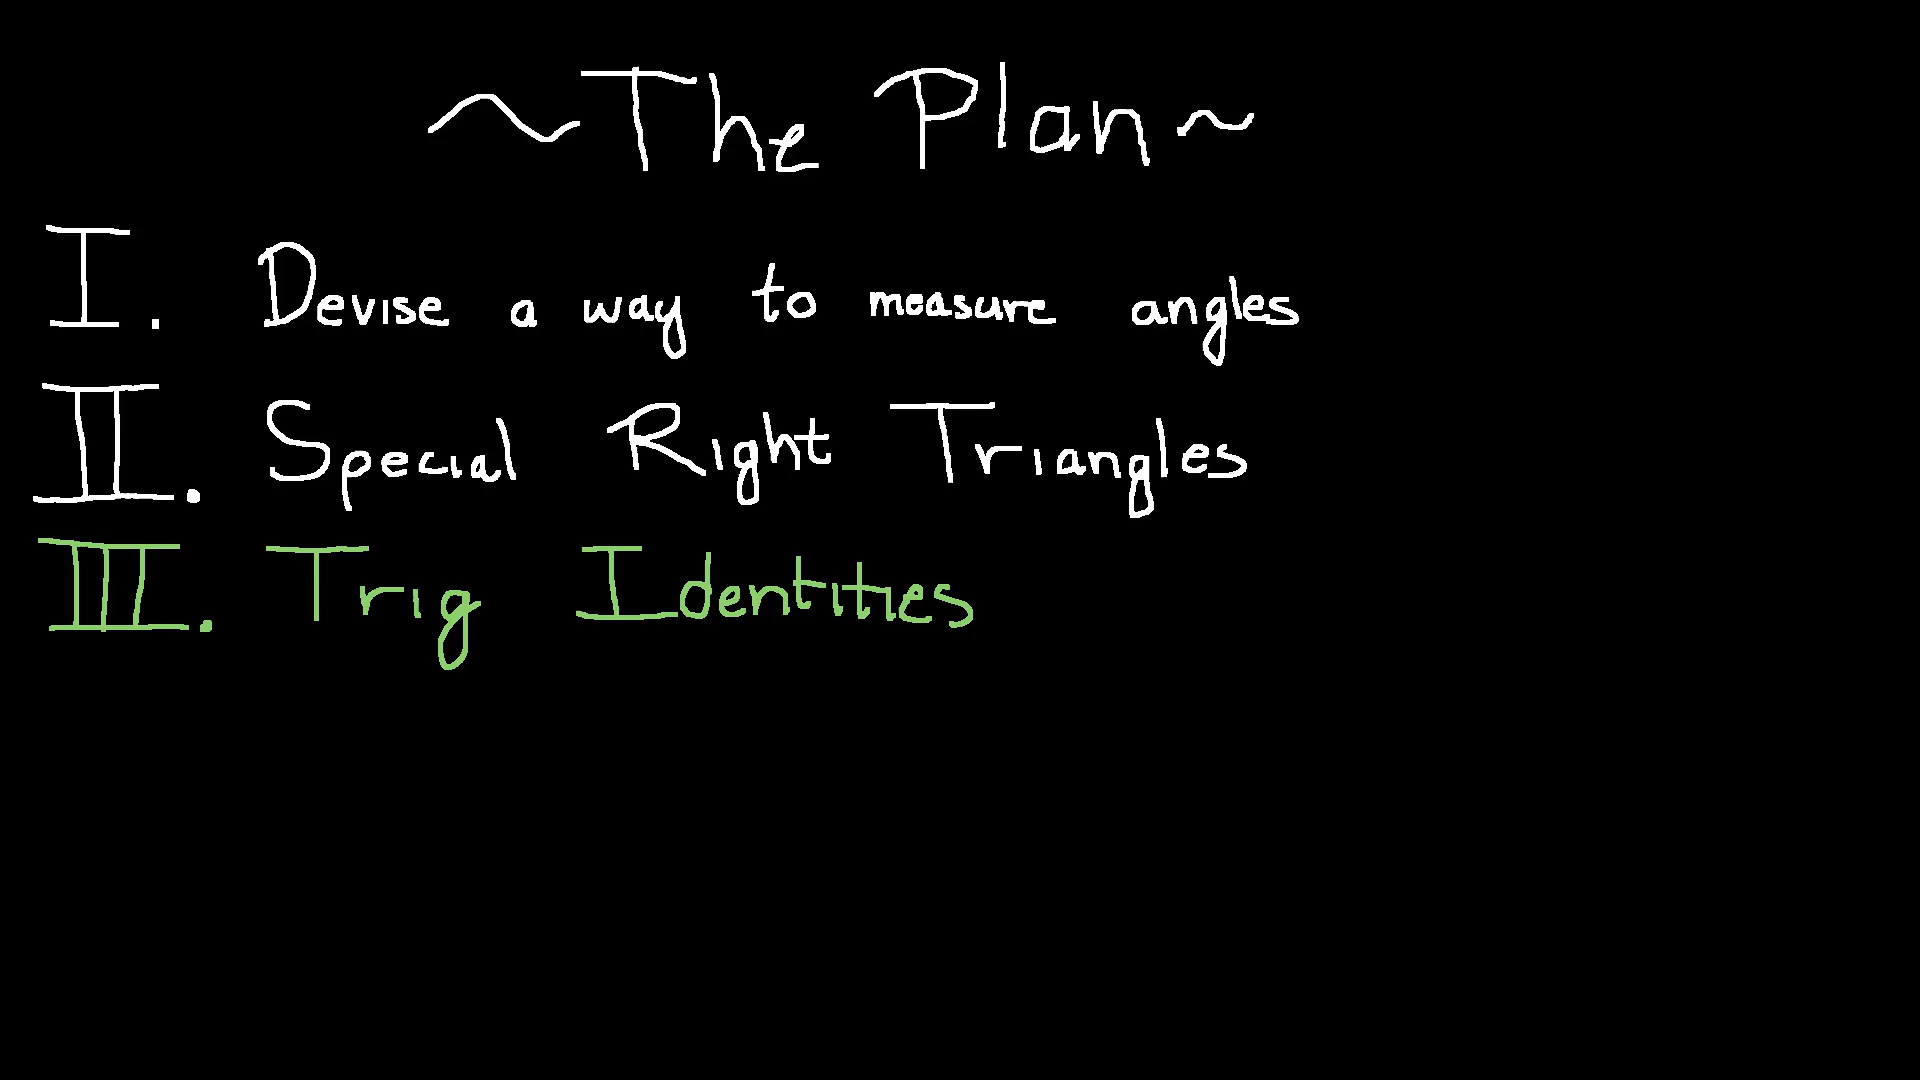 ~The Plan~
I. Devise a way to measure angles
II. Special Right Triangles
III. Trig Identities